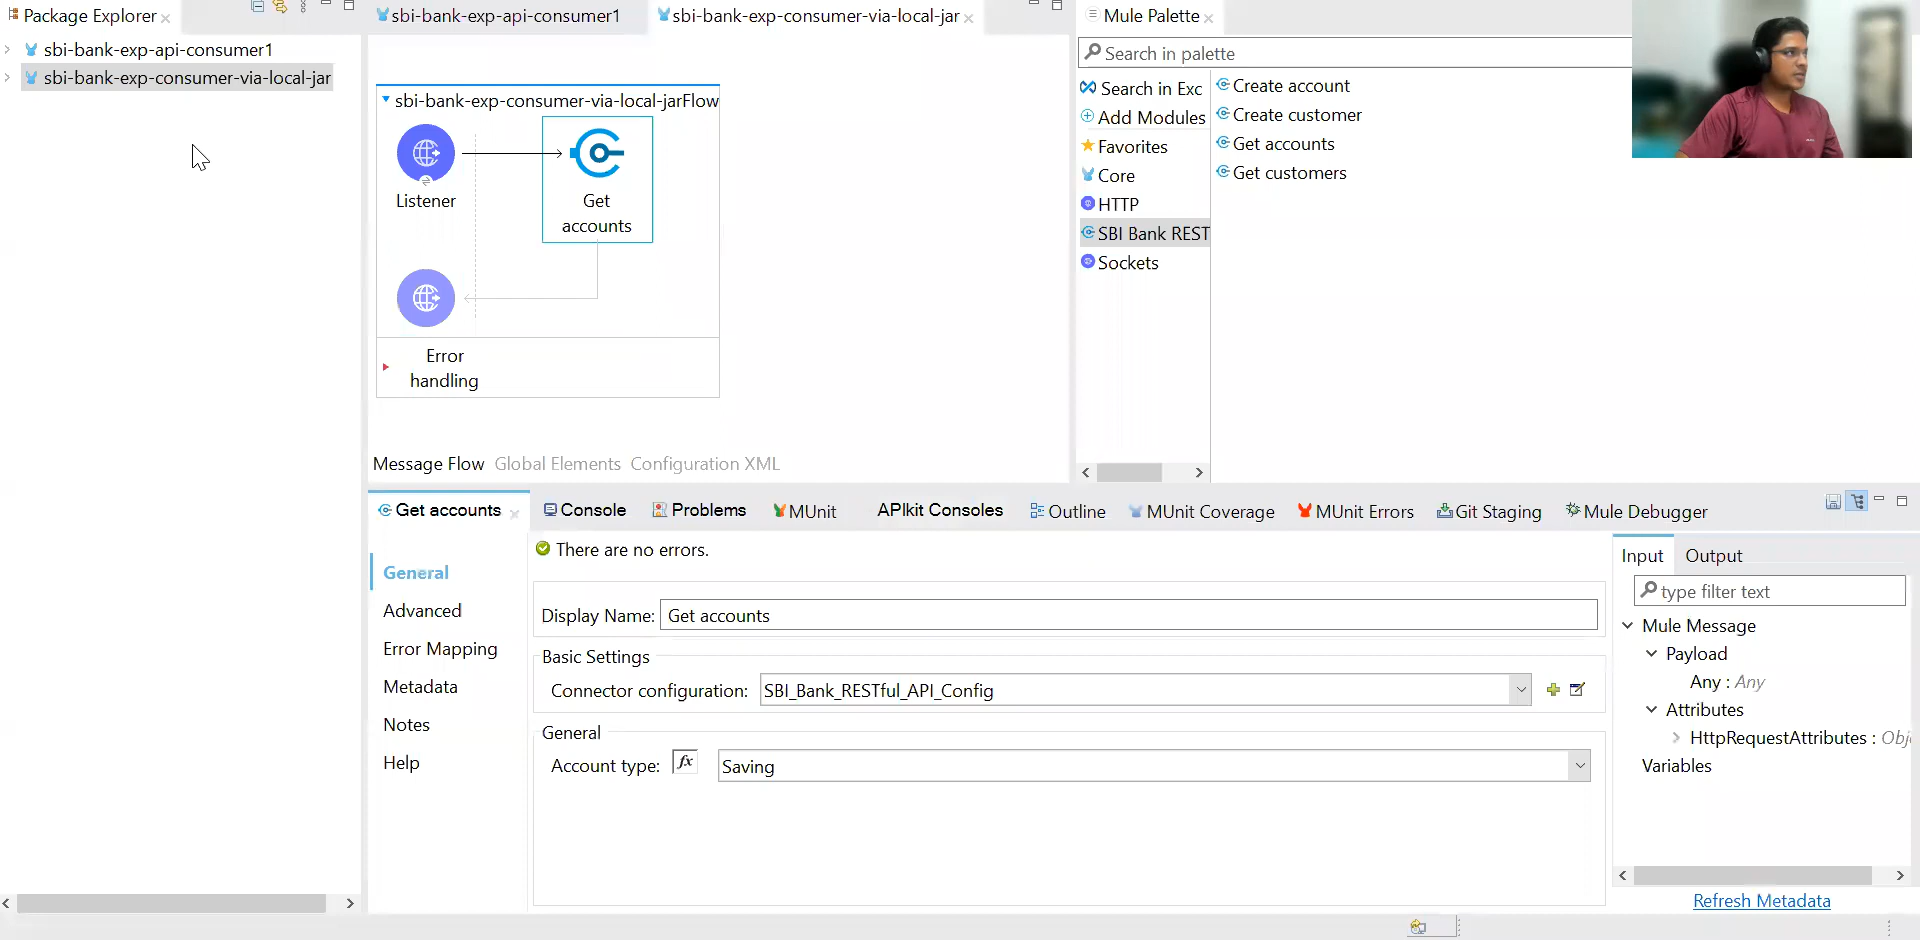 Package Explorer
sbi-bank-exp-api-consumer1
sbi-bank-exp-consumer-via-local-jar
sbi-bank-exp-api-consumer1
sbi-bank-exp-consumer-via-local-jar
sbi-bank-exp-consumer-via-local-jarFlow
Listener
Get
accounts
Error
handling
Message Flow Global Elements Configuration XML
Mule Palette
Search in palette
Search in Exc
Add Modules
Favorites
Core
HTTP
SBI Bank REST
Sockets
Create account
Create customer
Get accounts
Get customers
Get accounts
Console
Problems
MUnit
APIkit Consoles
Outline
MUnit Coverage
MUnit Errors
Git Staging
Mule Debugger
General
Advanced
Error Mapping
Metadata
Notes
Help
There are no errors.
Display Name: Get accounts
Basic Settings
Connector configuration: SBI_Bank_RESTful_API_Config
General
Account type: fx Saving
Input Output
type filter text
Mule Message
Payload
Any : Any
Attributes
HttpRequestAttributes : Obj
Variables
Refresh Metadata